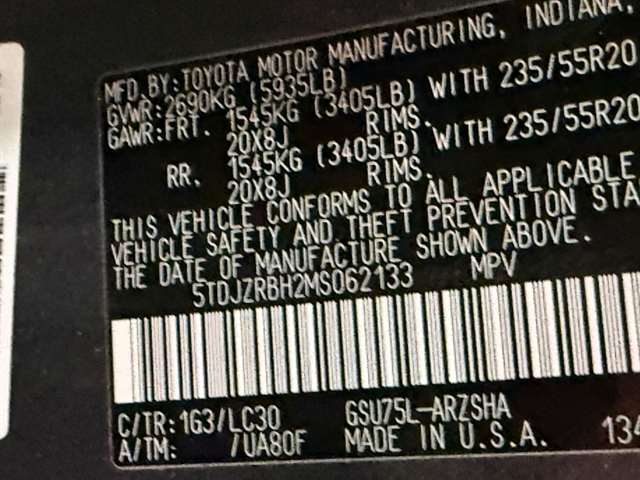 MFD.BY:TOYOTA MOTOR MANUFACTURING, INDIANA,
GVWR:2690KG (5935LB)
GAWR:FRT. 1545KG (3405LB) WITH 235/55R20
20X8J RIMS.
RR. 1545KG (3405LB) WITH 235/55R20
20X8J RIMS.
THIS VEHICLE CONFORMS TO ALL APPLICABLE
VEHICLE SAFETY AND THEFT PREVENTION STA
THE DATE OF MANUFACTURE SHOWN ABOVE.
5TDJZRBH2MS062133 MPV
C/TR:1G3/LC30 GSU75L-ARZSHA
A/TM: /UA80F MADE IN U.S.A. 134